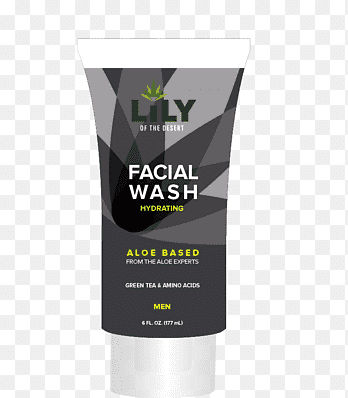 LILY
OF THE DESERT
FACIAL
WASH
HYDRATING
ALOE BASED
FROM THE ALOE EXPERTS
GREEN TEA & AMINO ACIDS
MEN
6 FL. OZ. (177 mL)